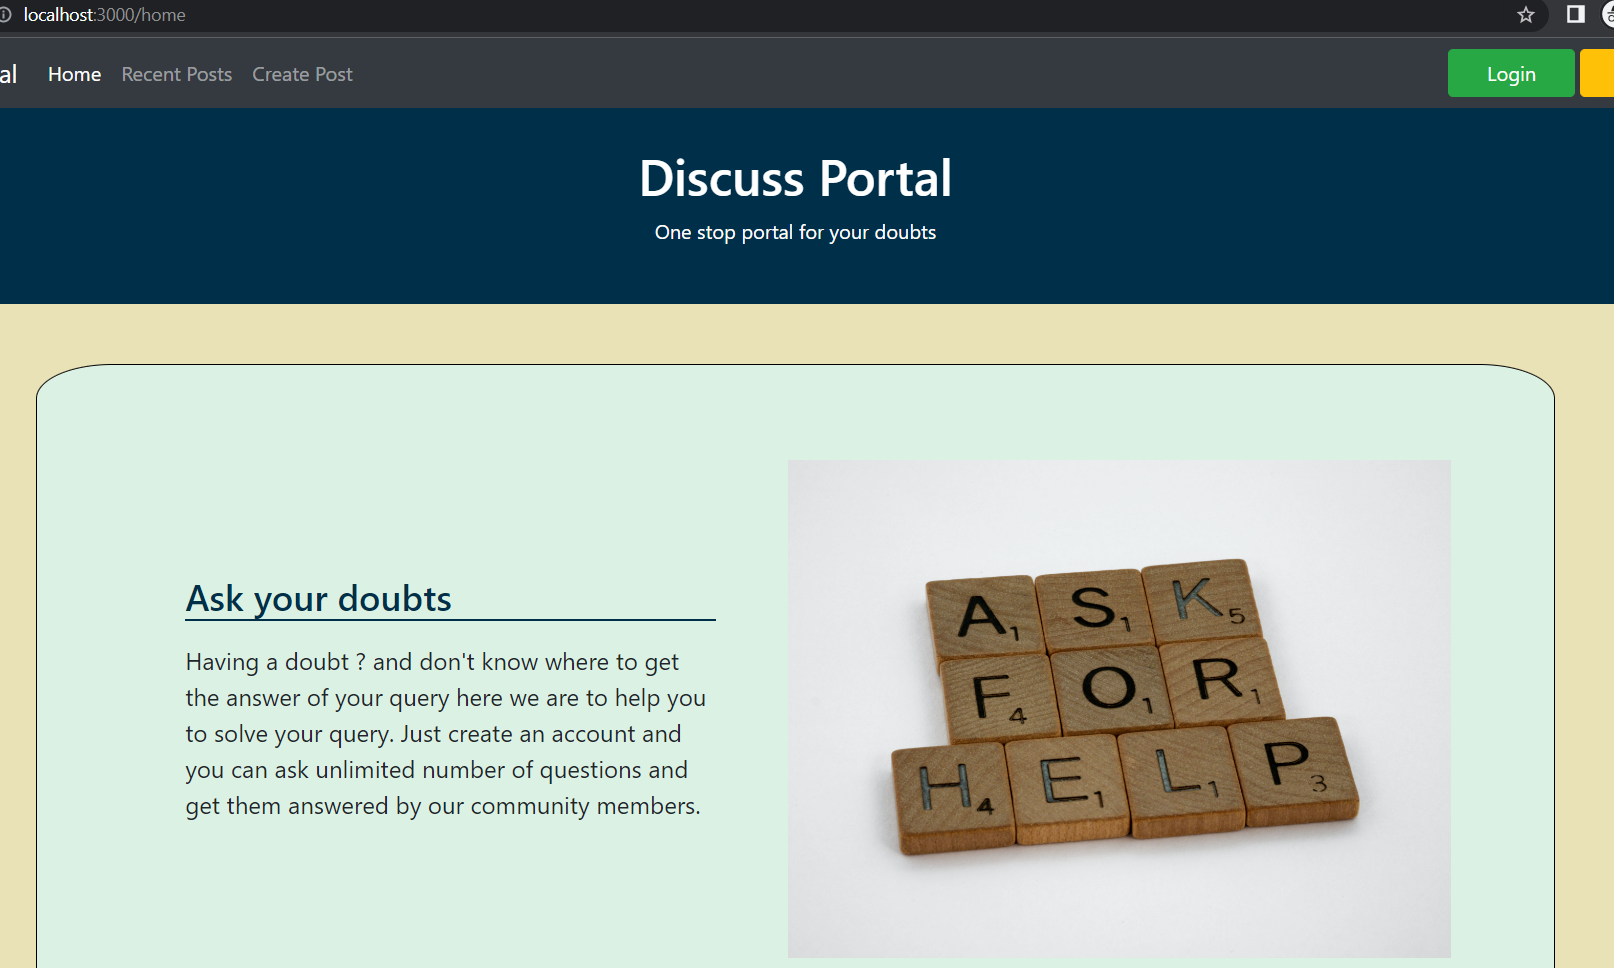 localhost:3000/home
al Home Recent Posts Create Post Login
Discuss Portal
One stop portal for your doubts
Ask your doubts
Having a doubt ? and don't know where to get
the answer of your query here we are to help you
to solve your query. Just create an account and
you can ask unlimited number of questions and
get them answered by our community members.
A1 S1 K5
F4 O1 R1
H4 E1 L1 P3